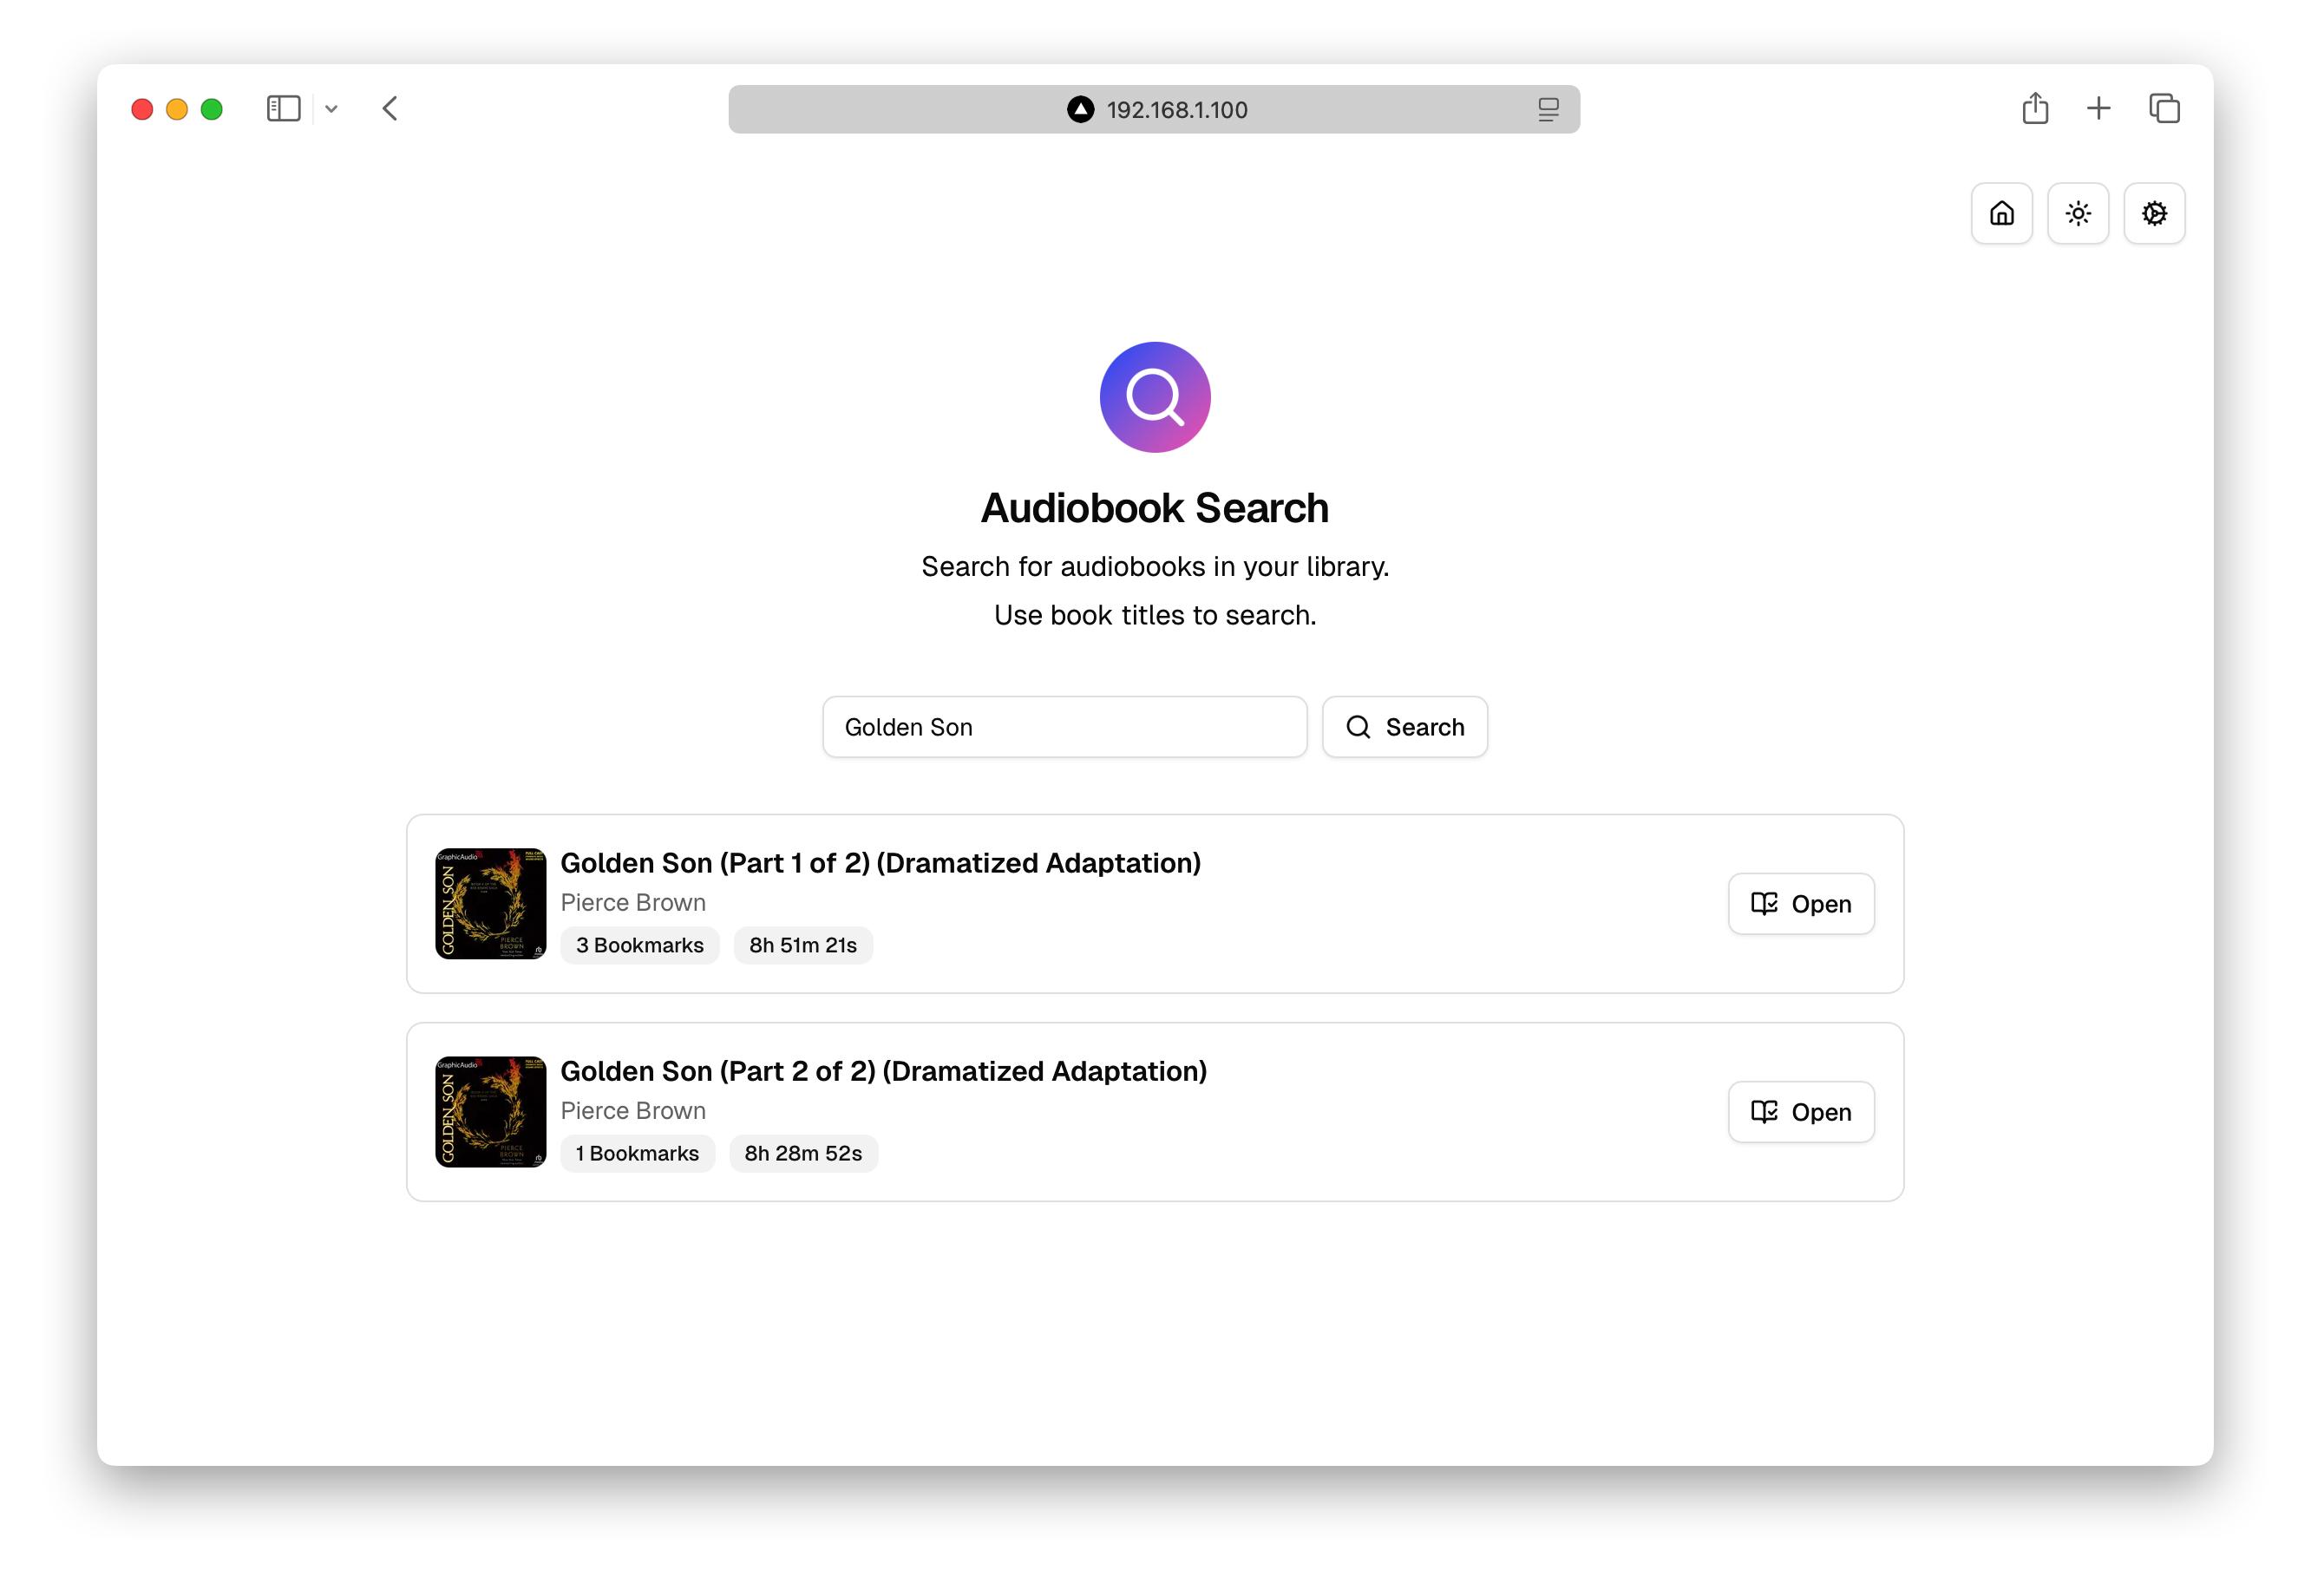 192.168.1.100
Audiobook Search
Search for audiobooks in your library.
Use book titles to search.
Golden Son
Search
GraphicAudio
GOLDEN SON
PIERCE
BROWN
Golden Son (Part 1 of 2) (Dramatized Adaptation)
Pierce Brown
3 Bookmarks
8h 51m 21s
Open
GraphicAudio
GOLDEN SON
PIERCE
BROWN
Golden Son (Part 2 of 2) (Dramatized Adaptation)
Pierce Brown
1 Bookmarks
8h 28m 52s
Open